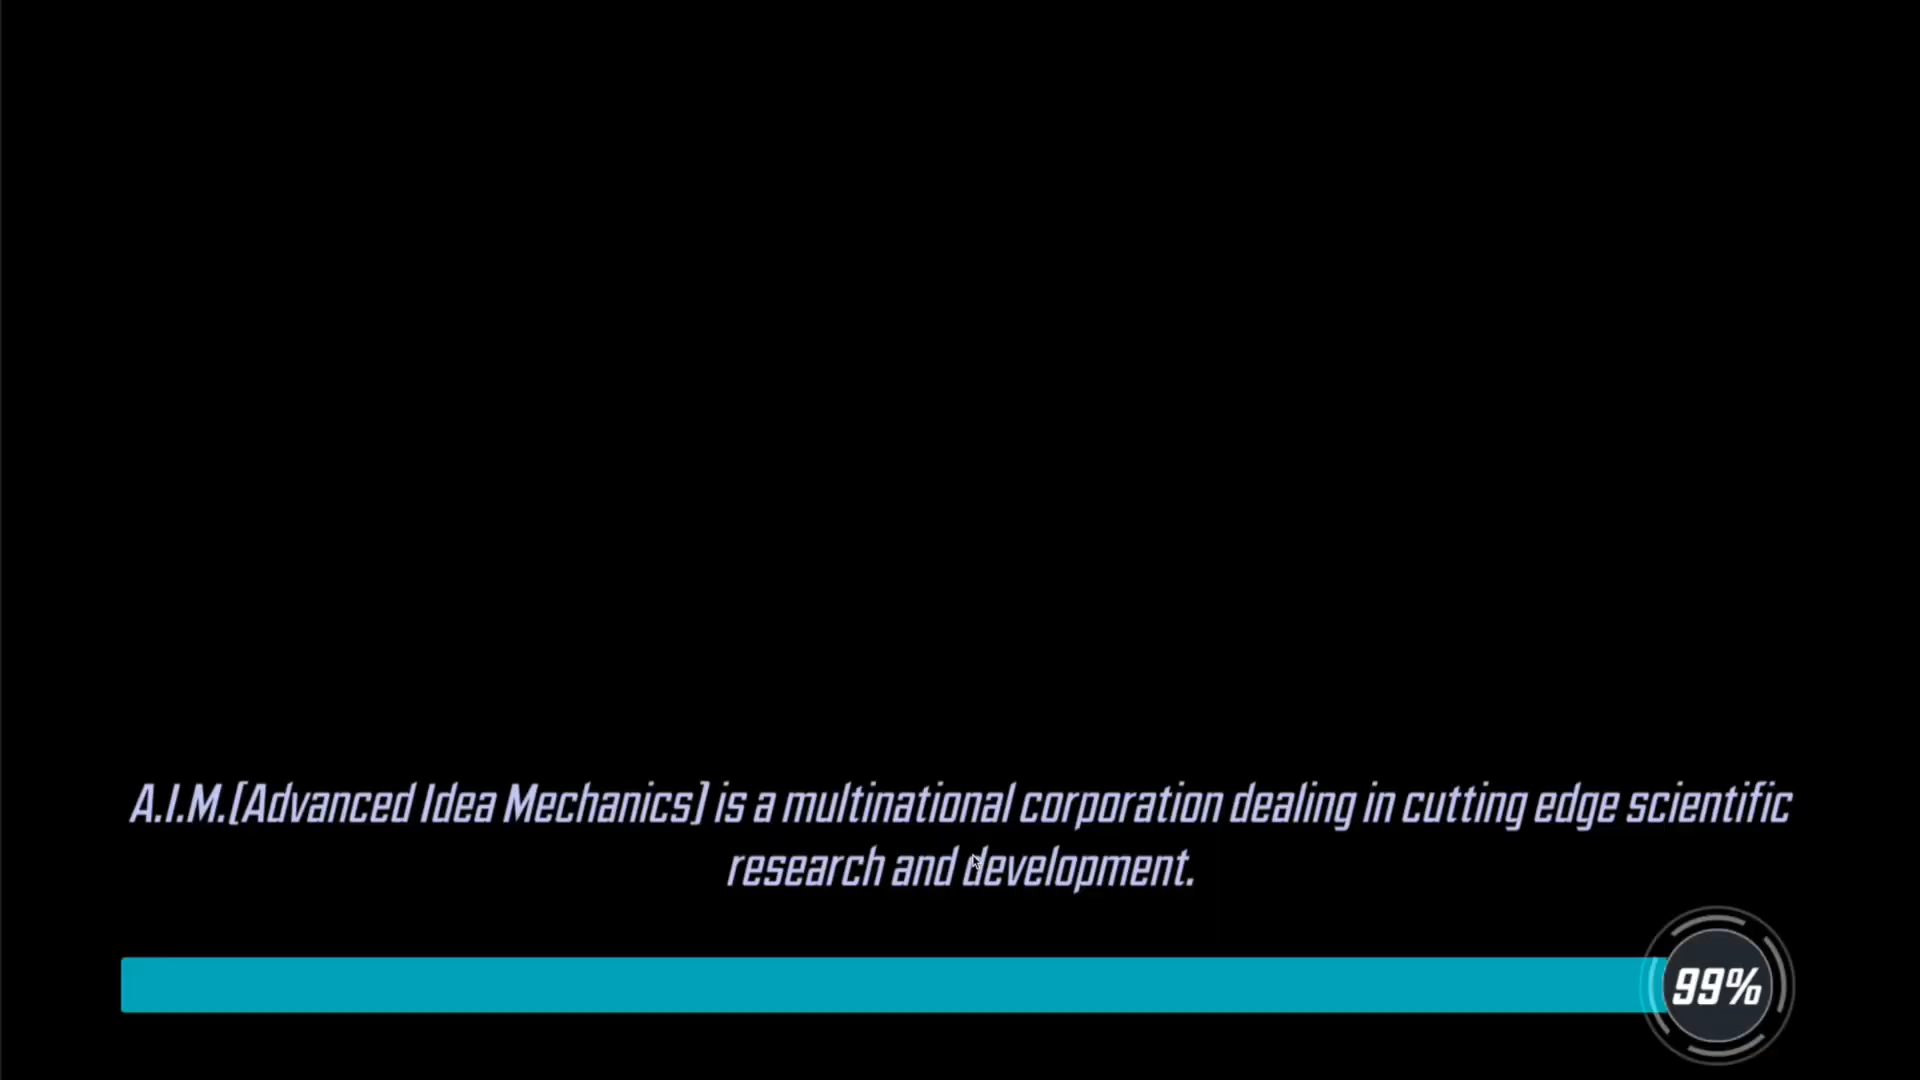 A.I.M.(Advanced Idea Mechanics) is a multinational corporation dealing in cutting edge scientific
research and development.
99%